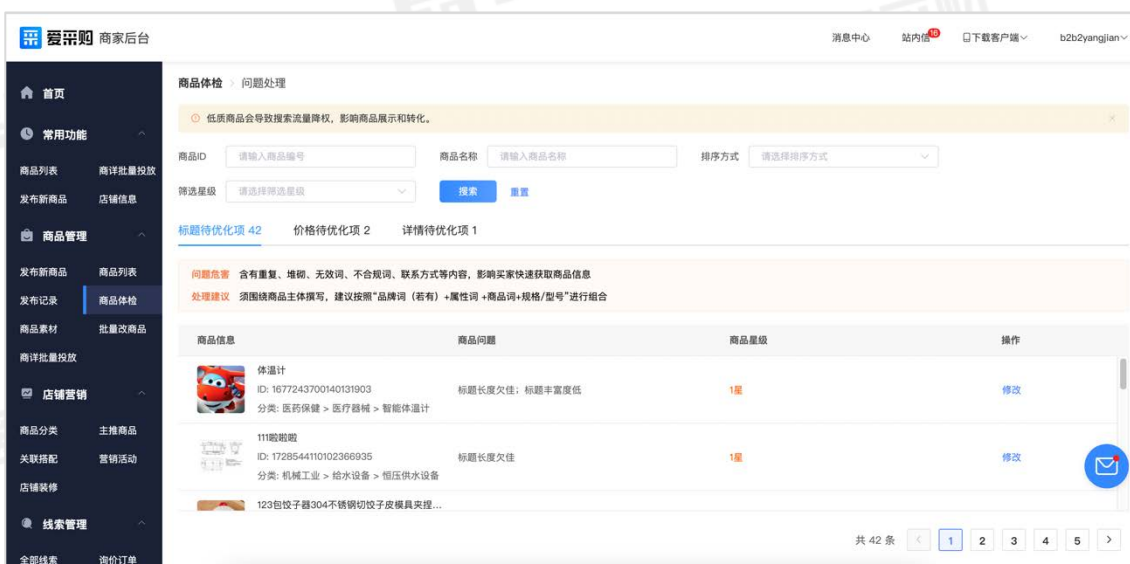 爱采购 商家后台
消息中心 站内信 16 下载客户端 b2b2yangjian
首页
常用功能
商品列表 商详批量投放
发布新商品 店铺信息
商品管理
发布新商品 商品列表
发布记录 商品体检
商品素材 批量改商品
商详批量投放
店铺营销
商品分类 主推商品
关联搭配 营销活动
店铺装修
线索管理
全部线索 询价订单
商品体检 > 问题处理
低质商品会导致搜索流量降权，影响商品展示和转化。
商品ID 请输入商品编号 商品名称 请输入商品名称 排序方式 请选择排序方式
筛选星级 请选择筛选星级 搜索 重置
标题待优化项 42 价格待优化项 2 详情待优化项 1
问题危害 含有重复、堆砌、无效词、不合规词、联系方式等内容，影响买家快速获取商品信息
处理建议 须围绕商品主体撰写，建议按照“品牌词（若有）+属性词 +商品词+规格/型号”进行组合
商品信息 商品问题 商品星级 操作
体温计
ID: 1677243700140131903 标题长度欠佳；标题丰富度低 1星 修改
分类: 医药保健 > 医疗器械 > 智能体温计
111啦啦啦
ID: 1728544110102366935 标题长度欠佳 1星 修改
分类: 机械工业 > 给水设备 > 恒压供水设备
123包饺子器304不锈钢切饺子皮模具夹捏...
共 42 条 < 1 2 3 4 5 >